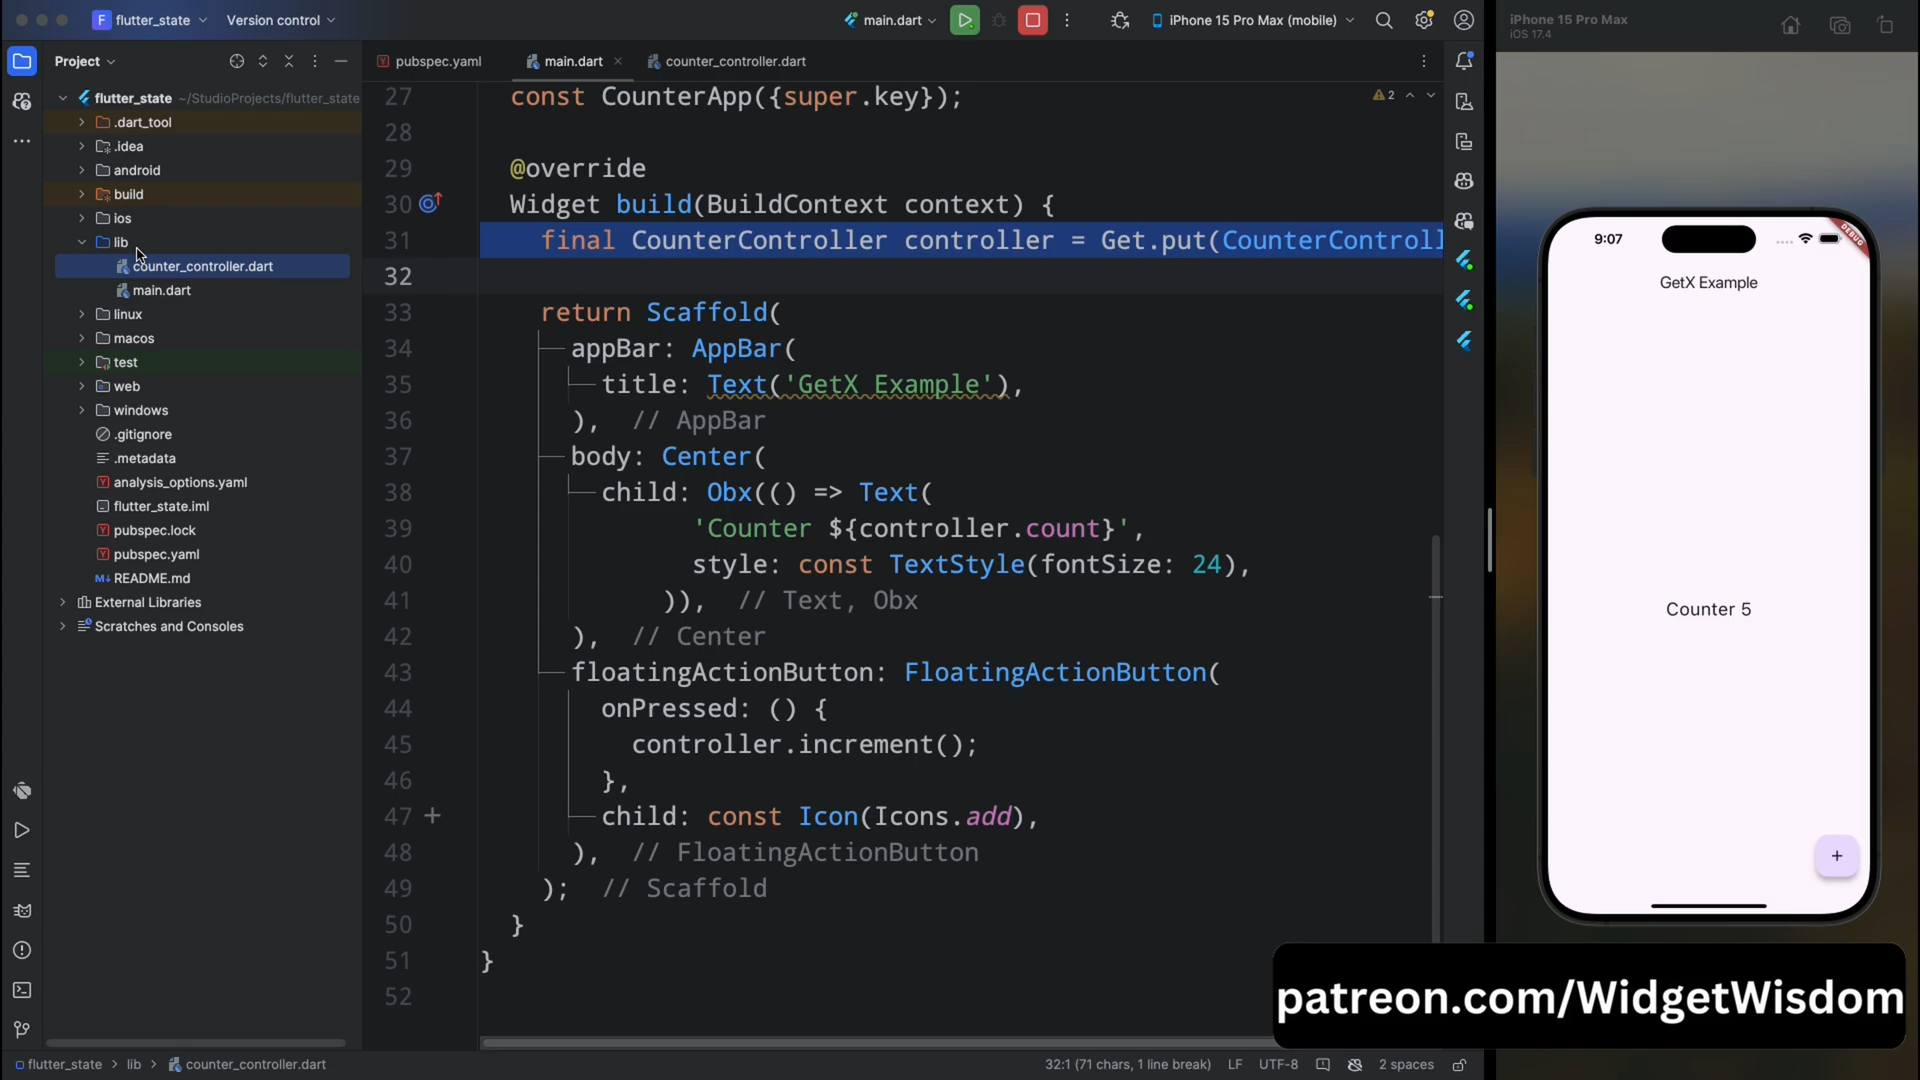 F flutter_state
Version control
main.dart
iPhone 15 Pro Max (mobile)
iPhone 15 Pro Max
iOS 17.4
Project
pubspec.yaml
main.dart
counter_controller.dart
flutter_state ~/StudioProjects/flutter_state
.dart_tool
.idea
android
build
ios
lib
counter_controller.dart
main.dart
linux
macos
test
web
windows
.gitignore
.metadata
analysis_options.yaml
flutter_state.iml
pubspec.lock
pubspec.yaml
M↓ README.md
External Libraries
Scratches and Consoles
2
27 const CounterApp({super.key});
28
29 @override
30 Widget build(BuildContext context) {
31 final CounterController controller = Get.put(CounterControll
32
33 return Scaffold(
34 appBar: AppBar(
35 title: Text('GetX Example'),
36 ), // AppBar
37 body: Center(
38 child: Obx(() => Text(
39 'Counter ${controller.count}',
40 style: const TextStyle(fontSize: 24),
41 )), // Text, Obx
42 ), // Center
43 floatingActionButton: FloatingActionButton(
44 onPressed: () {
45 controller.increment();
46 },
47 child: const Icon(Icons.add),
48 ), // FloatingActionButton
49 ); // Scaffold
50 }
51 }
52
9:07
DEBUG
GetX Example
Counter 5
+
patreon.com/WidgetWisdom
flutter_state > lib > counter_controller.dart
32:1 (71 chars, 1 line break)
LF
UTF-8
2 spaces